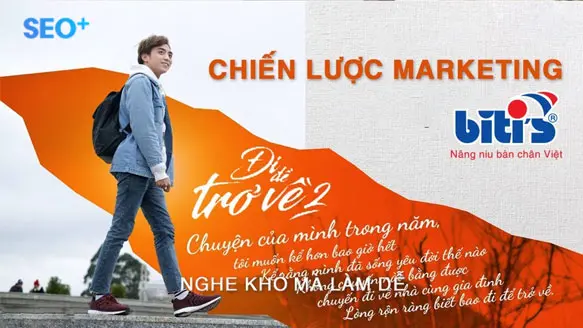 SEO+
CHIẾN LƯỢC MARKETING
biti's®
Nâng niu bàn chân Việt
Đi để
trở về 2
Chuyện của mình trong năm,
tôi muốn kể hơn bao giờ hết
Kể rằng mình đã sống yêu đời thế nào
bằng được
NGHE KHÓ MÀ LÀM DỄ
chuyến đi về nhà cùng gia đình
Lòng rộn ràng biết bao đi để trở về.